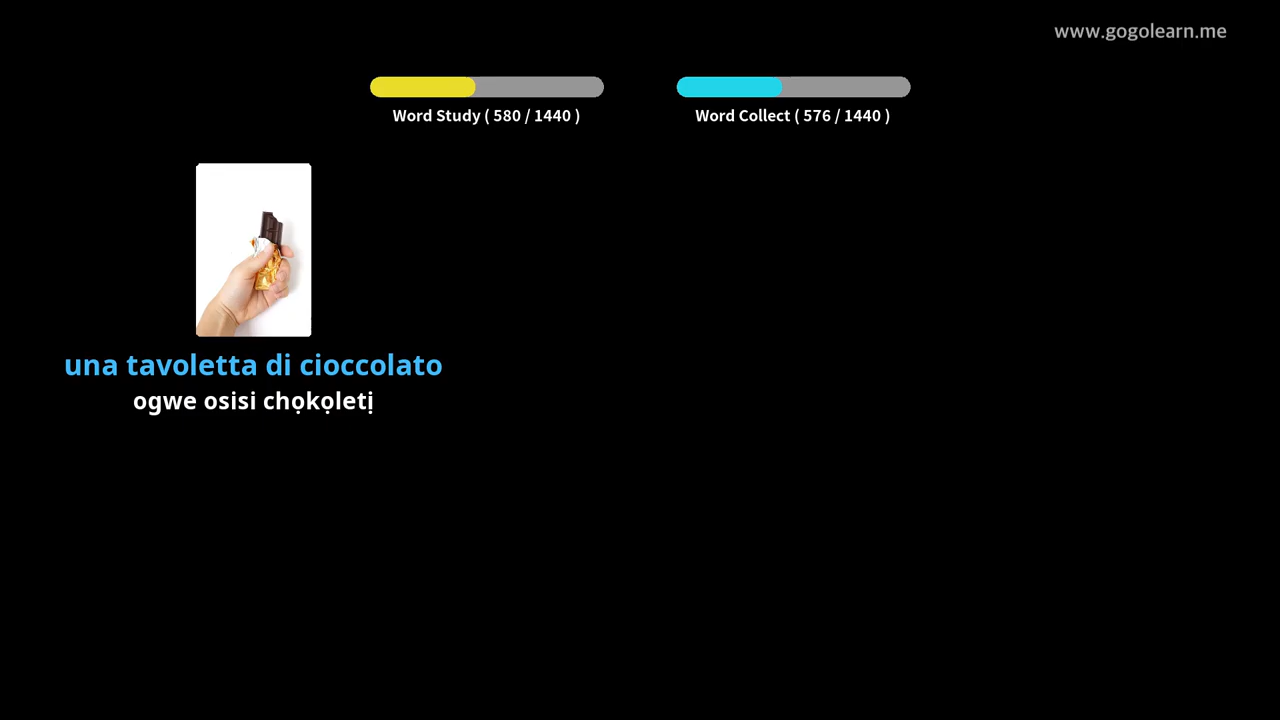 www.gogolearn.me
Word Study ( 580 / 1440 )
Word Collect ( 576 / 1440 )
una tavoletta di cioccolato
ogwe osisi chọkọletị